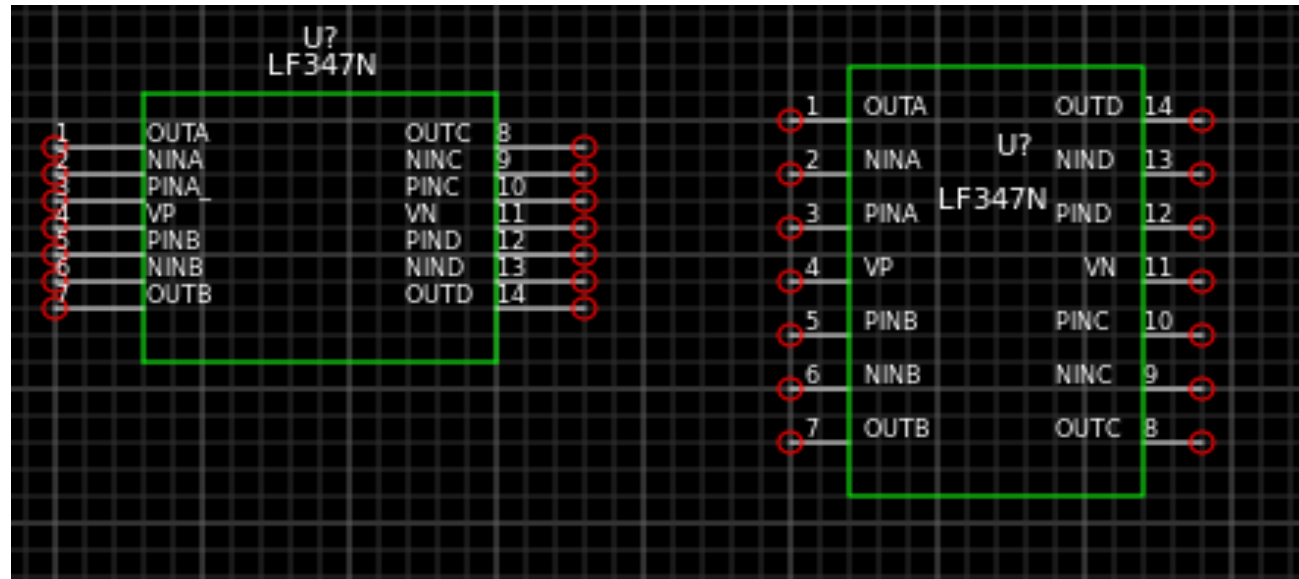 U?
LF347N
1 OUTA OUTC 8
2 NINA NINC 9
3 PINA_ PINC 10
4 VP VN 11
5 PINB PIND 12
6 NINB NIND 13
7 OUTB OUTD 14
1 OUTA OUTD 14
U?
2 NINA NIND 13
LF347N
3 PINA PIND 12
4 VP VN 11
5 PINB PINC 10
6 NINB NINC 9
7 OUTB OUTC 8